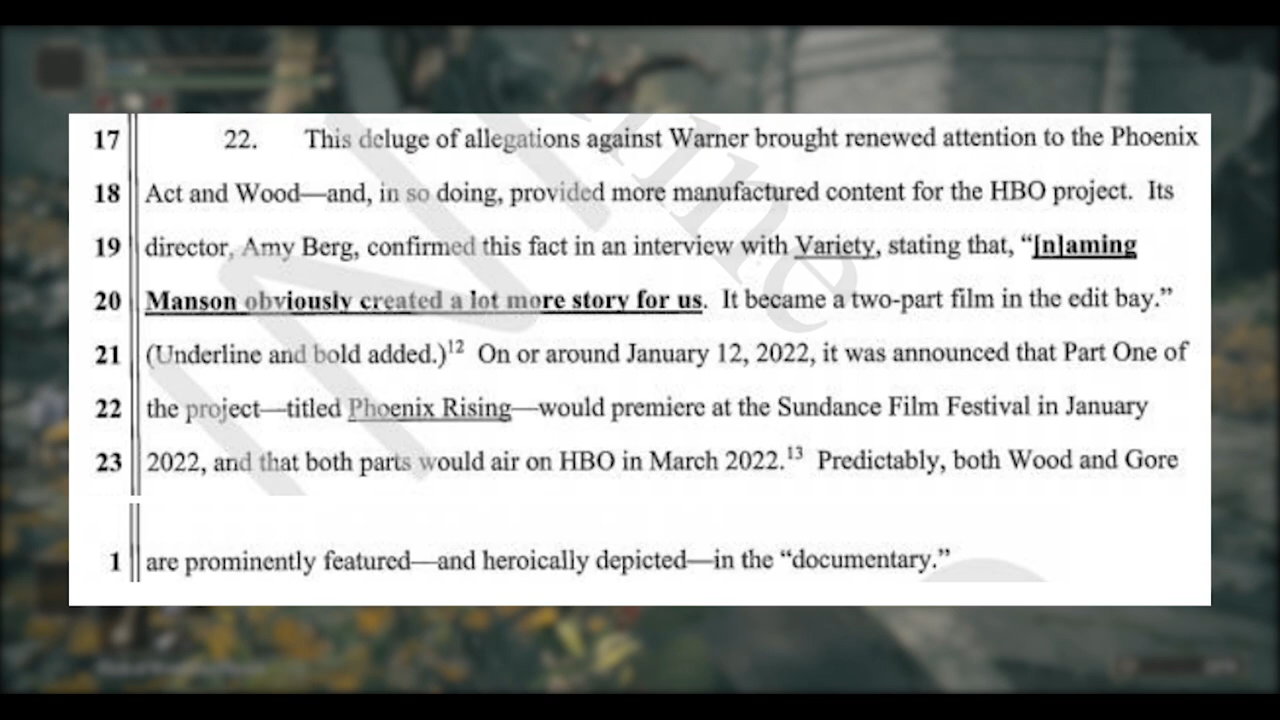 17 22. This deluge of allegations against Warner brought renewed attention to the Phoenix
18 Act and Wood—and, in so doing, provided more manufactured content for the HBO project. Its
19 director, Amy Berg, confirmed this fact in an interview with Variety, stating that, “[n]aming
20 Manson obviously created a lot more story for us. It became a two-part film in the edit bay.”
21 (Underline and bold added.)12 On or around January 12, 2022, it was announced that Part One of
22 the project—titled Phoenix Rising—would premiere at the Sundance Film Festival in January
23 2022, and that both parts would air on HBO in March 2022.13 Predictably, both Wood and Gore
1 are prominently featured—and heroically depicted—in the “documentary.”